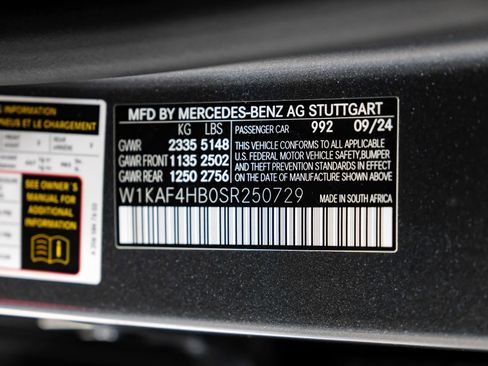 MFD BY MERCEDES-BENZ AG STUTTGART
KG LBS
PASSENGER CAR 992 09/24
GVWR 2335 5148
GAWR FRONT 1135 2502
GAWR REAR 1250 2756
THIS VEHICLE CONFORMS TO ALL APPLICABLE
U.S. FEDERAL MOTOR VEHICLE SAFETY, BUMPER
AND THEFT PREVENTION STANDARDS IN EFFECT
ON THE DATE OF MANUFACTURE SHOWN ABOVE
W1KAF4HB0SR250729
MADE IN SOUTH AFRICA
INFORMATION
PNEUS ET LE CHARGEMENT
SEE OWNER'S
MANUAL FOR
ADDITIONAL
INFORMATION